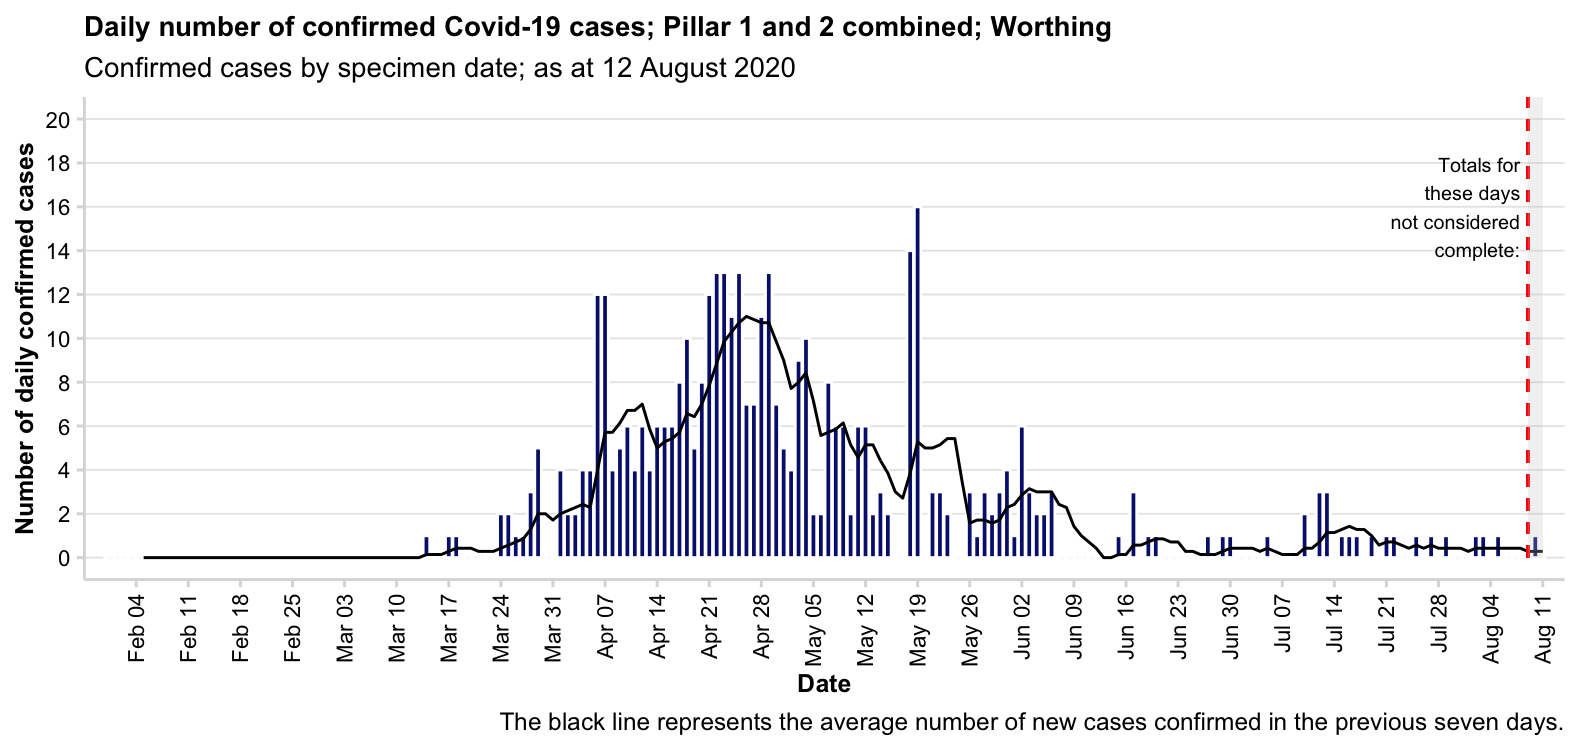 Daily number of confirmed Covid-19 cases; Pillar 1 and 2 combined; Worthing
Confirmed cases by specimen date; as at 12 August 2020
Number of daily confirmed cases
20
18
16
14
12
10
8
6
4
2
0
Totals for
these days
not considered
complete:
Feb 04
Feb 11
Feb 18
Feb 25
Mar 03
Mar 10
Mar 17
Mar 24
Mar 31
Apr 07
Apr 14
Apr 21
Apr 28
May 05
May 12
May 19
May 26
Jun 02
Jun 09
Jun 16
Jun 23
Jun 30
Jul 07
Jul 14
Jul 21
Jul 28
Aug 04
Aug 11
Date
The black line represents the average number of new cases confirmed in the previous seven days.